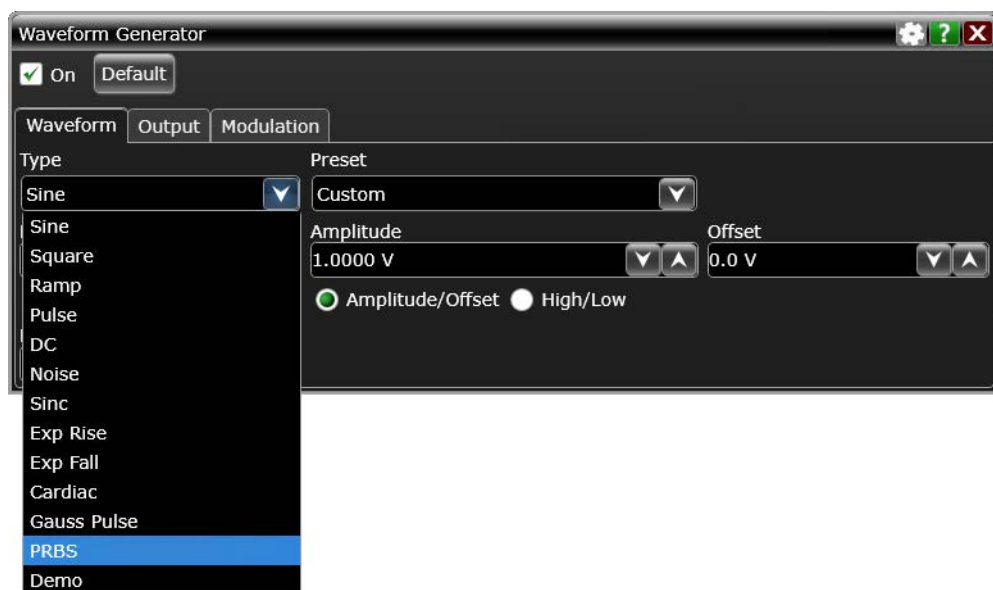 Waveform Generator
?
On Default
Waveform Output Modulation
Type Preset
Sine Custom
Sine Amplitude Offset
Square 1.0000 V 0.0 V
Ramp Amplitude/Offset High/Low
Pulse
DC
Noise
Sinc
Exp Rise
Exp Fall
Cardiac
Gauss Pulse
PRBS
Demo